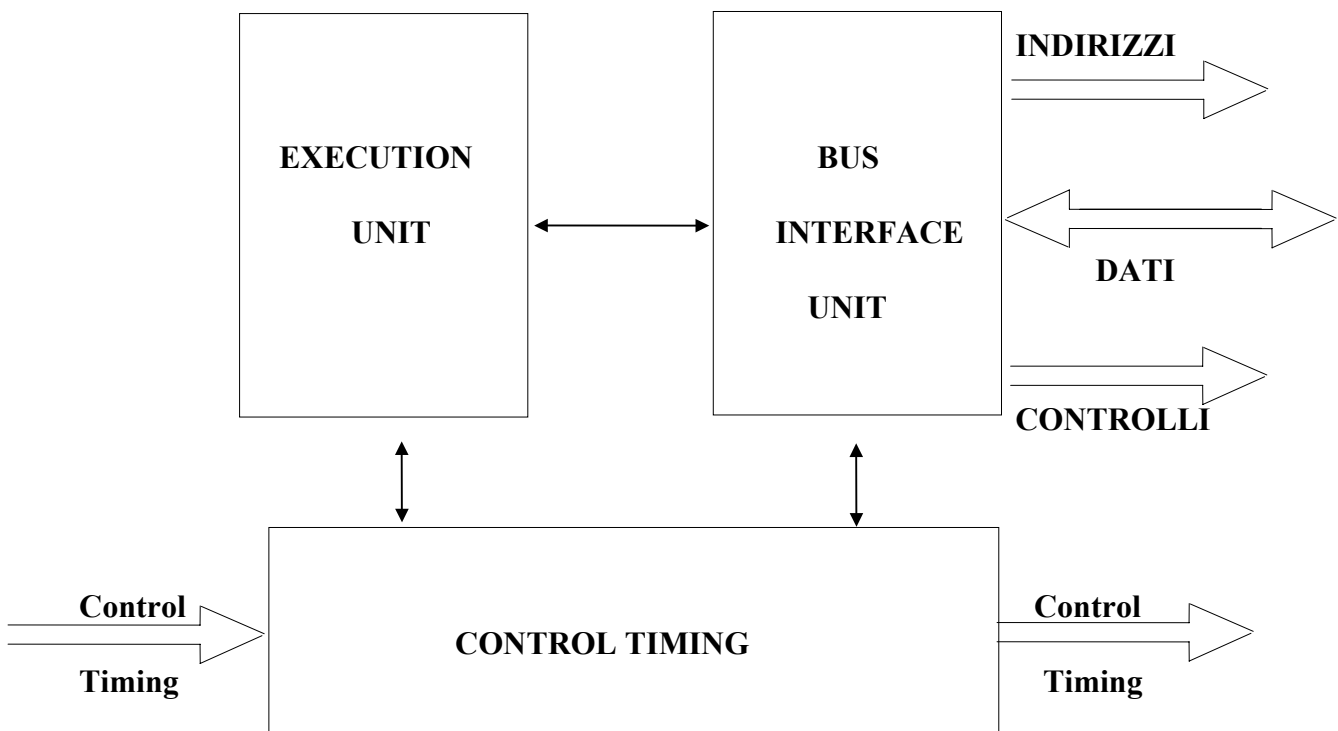 INDIRIZZI
EXECUTION
UNIT
BUS
INTERFACE
UNIT
DATI
CONTROLLI
Control
Timing
CONTROL TIMING
Control
Timing